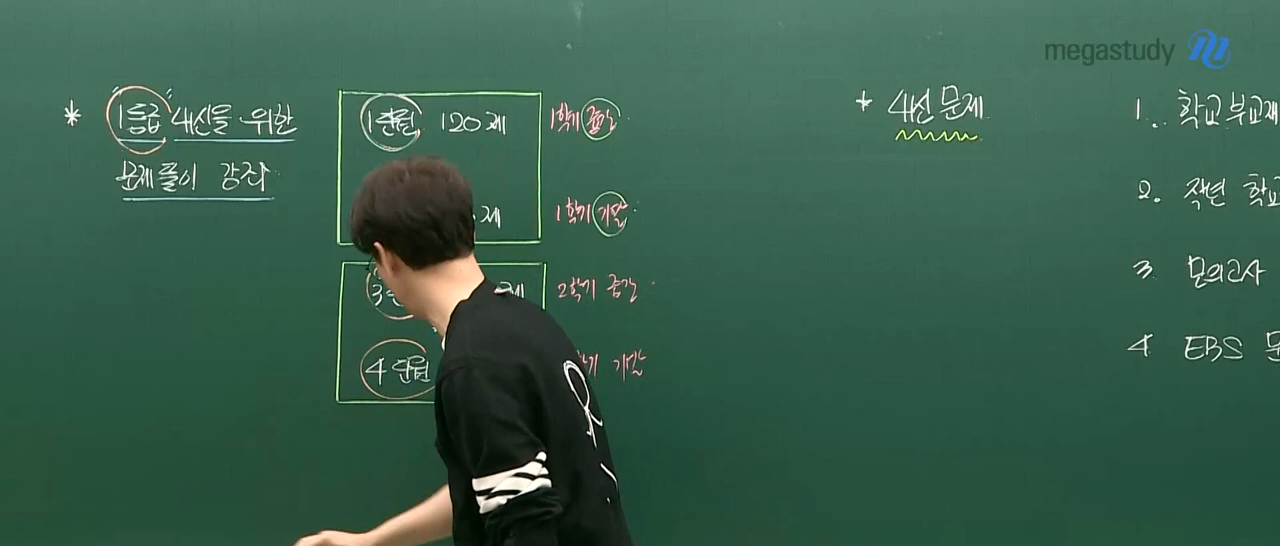 megastudy
* "1등급" 내신을 위한
문제풀이 강좌
1단원 120제
1학기 중간
제
1학기 기말
3
제
2학기 중간
4단원
학기 기말
* 4선 문제
1. 학교 부교재
2. 작년 학교
3 모의고사
4 EBS 문